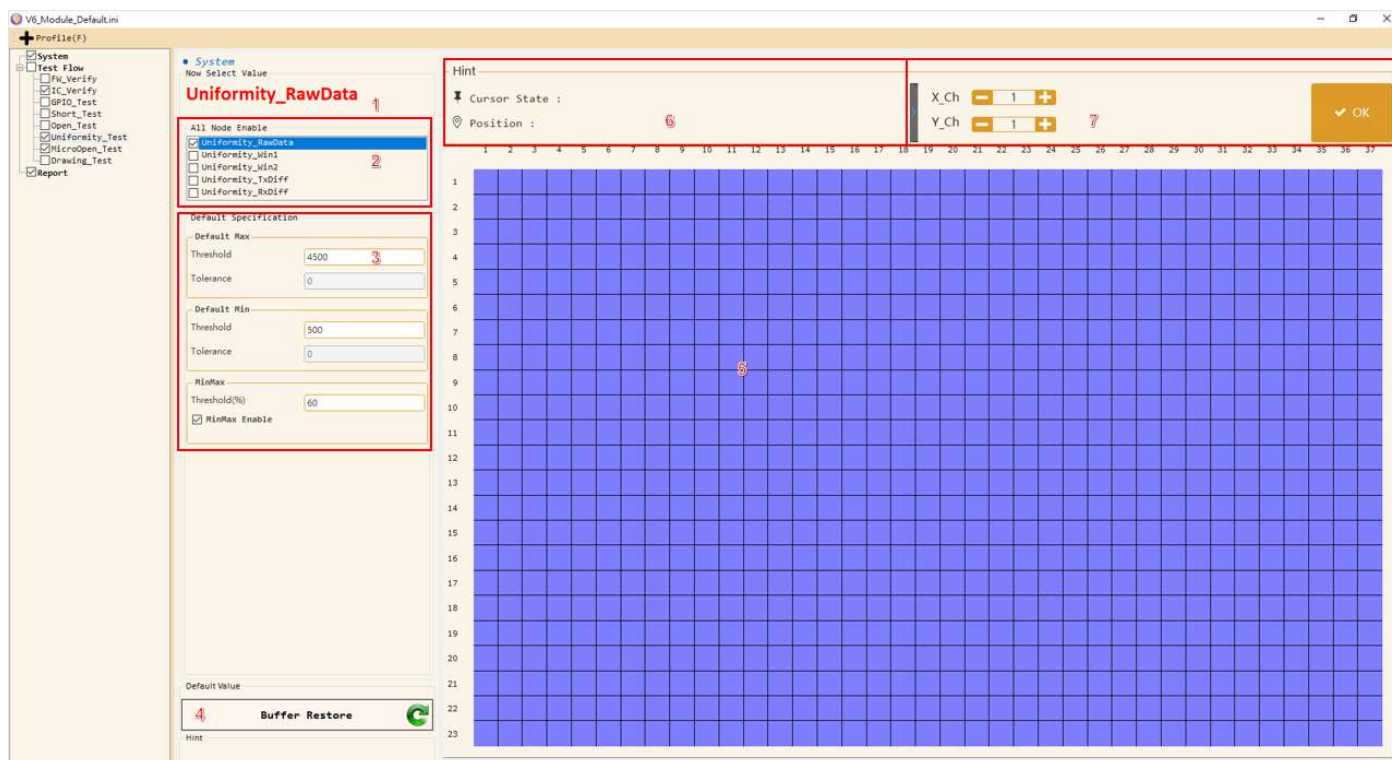 V6_Module_Default.ini
Profile(F)
System
Test Flow
FW_Verify
IC_Verify
GPIO_Test
Short_Test
Open_Test
Uniformity_Test
MicroOpen_Test
Drawing_Test
Report
System
Now Select Value
Uniformity_RawData
1
All Node Enable
Uniformity_RawData
Uniformity_Win1
Uniformity_Win2
Uniformity_TxDiff
Uniformity_RxDiff
2
Default Specification
Default Max
Threshold 4500
3
Tolerance 0
Default Min
Threshold 500
Tolerance 0
MinMax
Threshold(%) 60
MinMax Enable
Default Value
4 Buffer Restore
Hint
Hint
Cursor State :
Position :
6
X_Ch 1
Y_Ch 1
7
OK
1 2 3 4 5 6 7 8 9 10 11 12 13 14 15 16 17 18 19 20 21 22 23 24 25 26 27 28 29 30 31 32 33 34 35 36 37
1
2
3
4
5
6
7
8
5
9
10
11
12
13
14
15
16
17
18
19
20
21
22
23